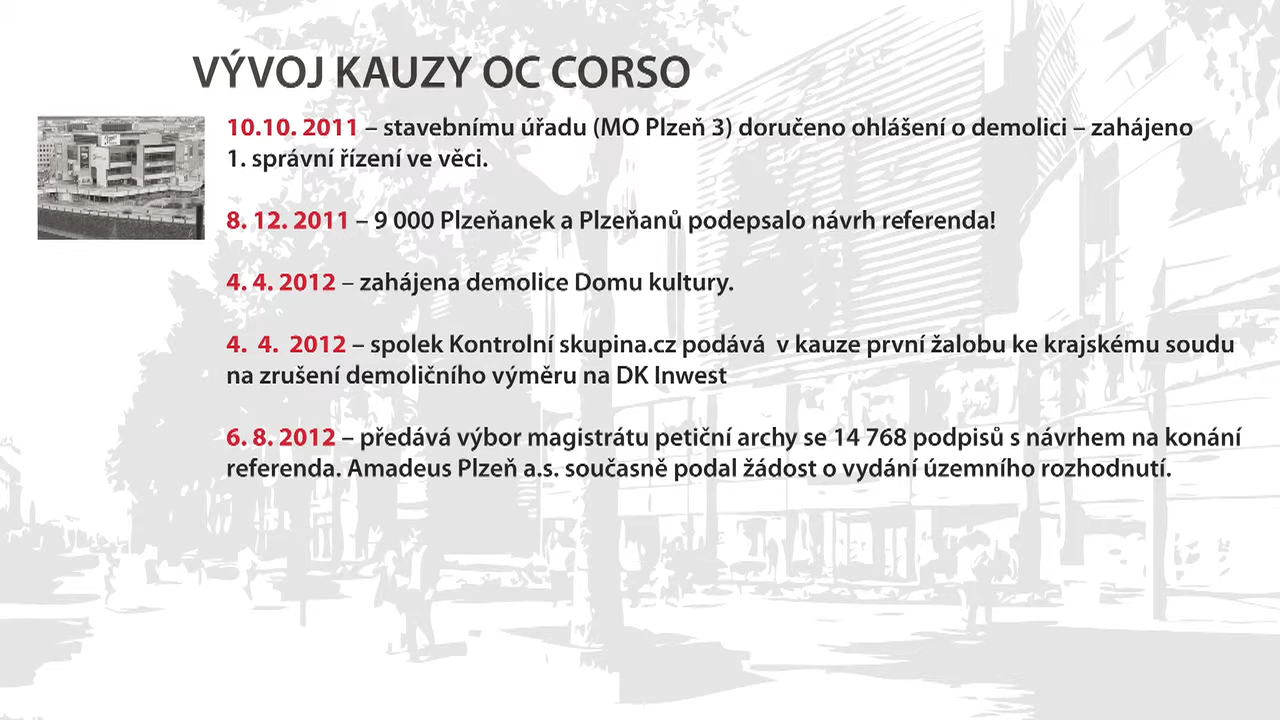 VÝVOJ KAUZY OC CORSO
10.10. 2011 – stavebnímu úřadu (MO Plzeň 3) doručeno ohlášení o demolici – zahájeno
1. správní řízení ve věci.
8. 12. 2011 – 9 000 Plzeňanek a Plzeňanů podepsalo návrh referenda!
4. 4. 2012 – zahájena demolice Domu kultury.
4. 4. 2012 – spolek Kontrolní skupina.cz podává v kauze první žalobu ke krajskému soudu
na zrušení demoličního výměru na DK Inwest
6. 8. 2012 – předává výbor magistrátu petiční archy se 14 768 podpisů s návrhem na konání
referenda. Amadeus Plzeň a.s. současně podal žádost o vydání územního rozhodnutí.